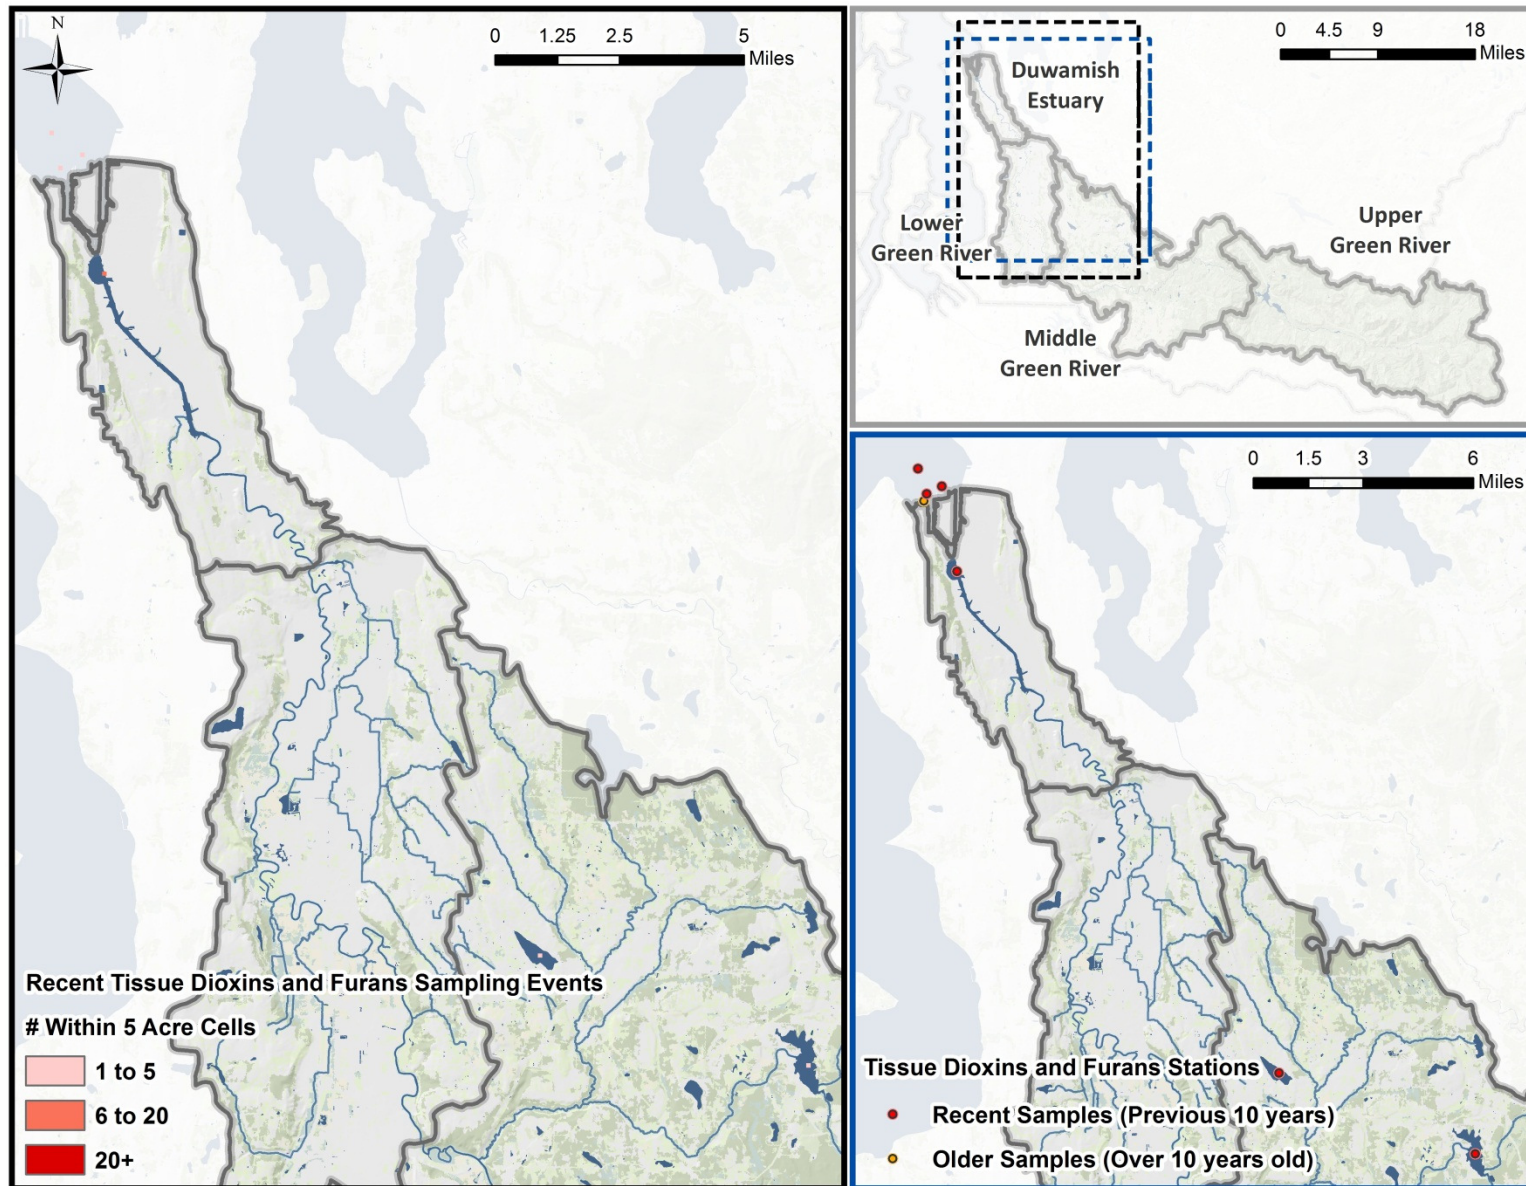 N
0 1.25 2.5 5
Miles
Recent Tissue Dioxins and Furans Sampling Events
# Within 5 Acre Cells
1 to 5
6 to 20
20+
0 4.5 9 18
Miles
Duwamish
Estuary
Lower
Green River
Upper
Green River
Middle
Green River
0 1.5 3 6
Miles
Tissue Dioxins and Furans Stations
Recent Samples (Previous 10 years)
Older Samples (Over 10 years old)